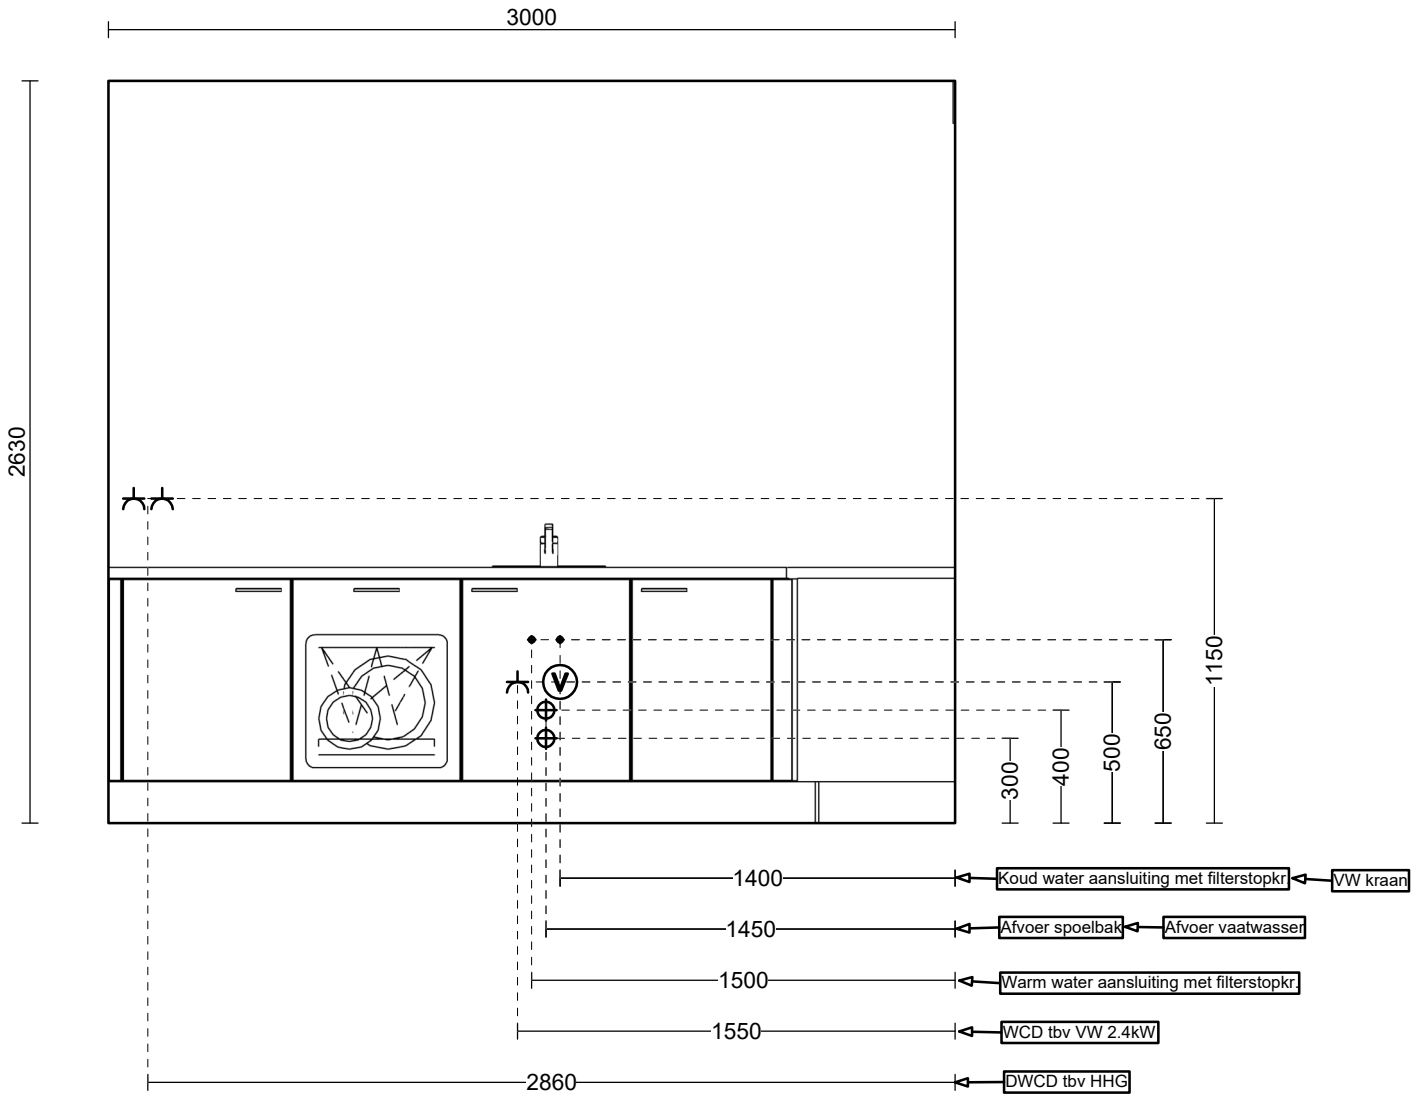 3000
2630
V
1150
650
500
400
300
1400
Koud water aansluiting met filterstopkr.
VW kraan
1450
Afvoer spoelbak
Afvoer vaatwasser
1500
Warm water aansluiting met filterstopkr.
1550
WCD tbv VW 2.4kW
2860
DWCD tbv HHG